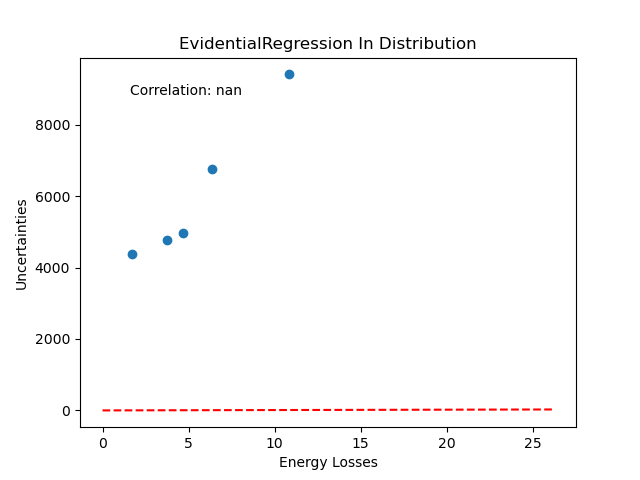 EvidentialRegression In Distribution
Correlation: nan
Uncertainties
8000
6000
4000
2000
0
0 5 10 15 20 25
Energy Losses